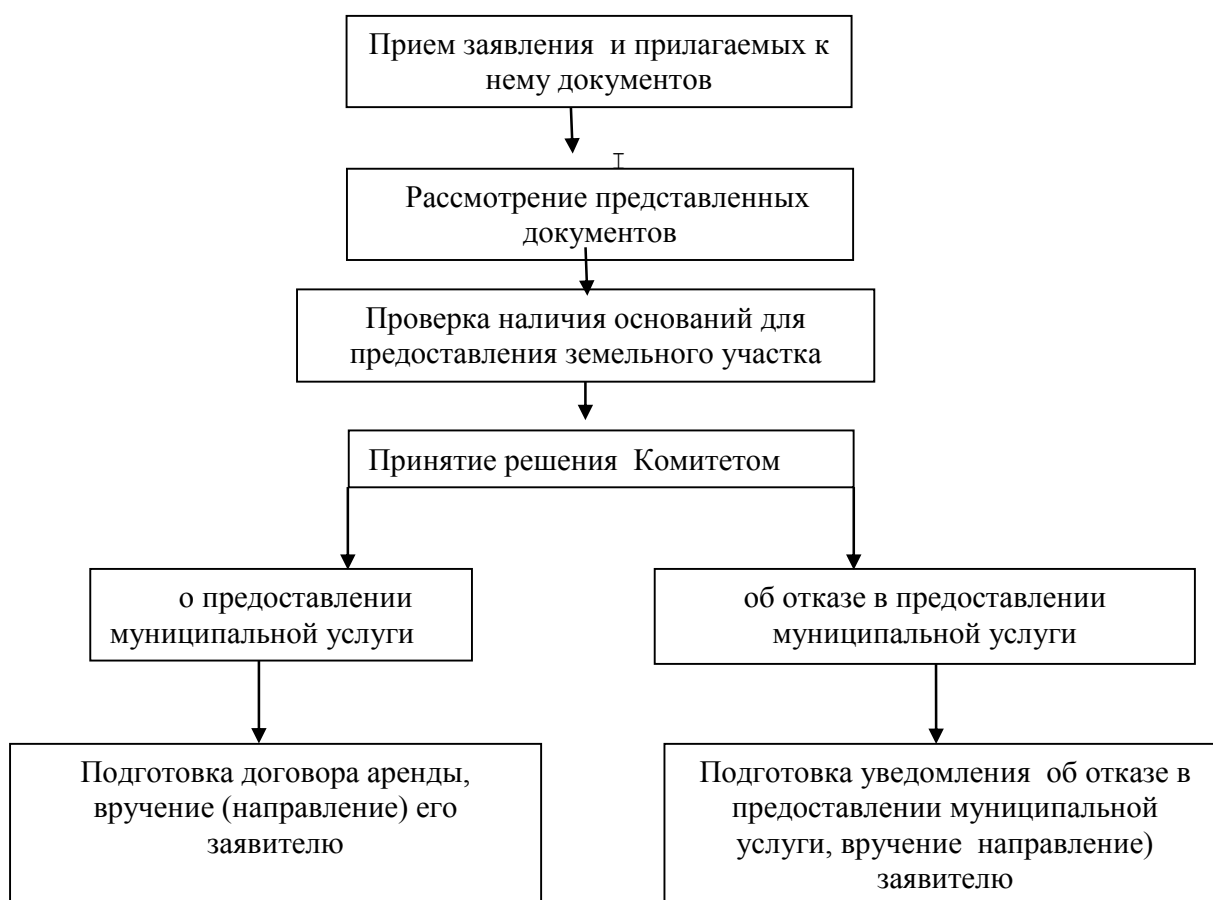 Прием заявления и прилагаемых к
нему документов
Рассмотрение представленных
документов
Проверка наличия оснований для
предоставления земельного участка
Принятие решения Комитетом
о предоставлении
муниципальной услуги
об отказе в предоставлении
муниципальной услуги
Подготовка договора аренды,
вручение (направление) его
заявителю
Подготовка уведомления об отказе в
предоставлении муниципальной
услуги, вручение направление)
заявителю